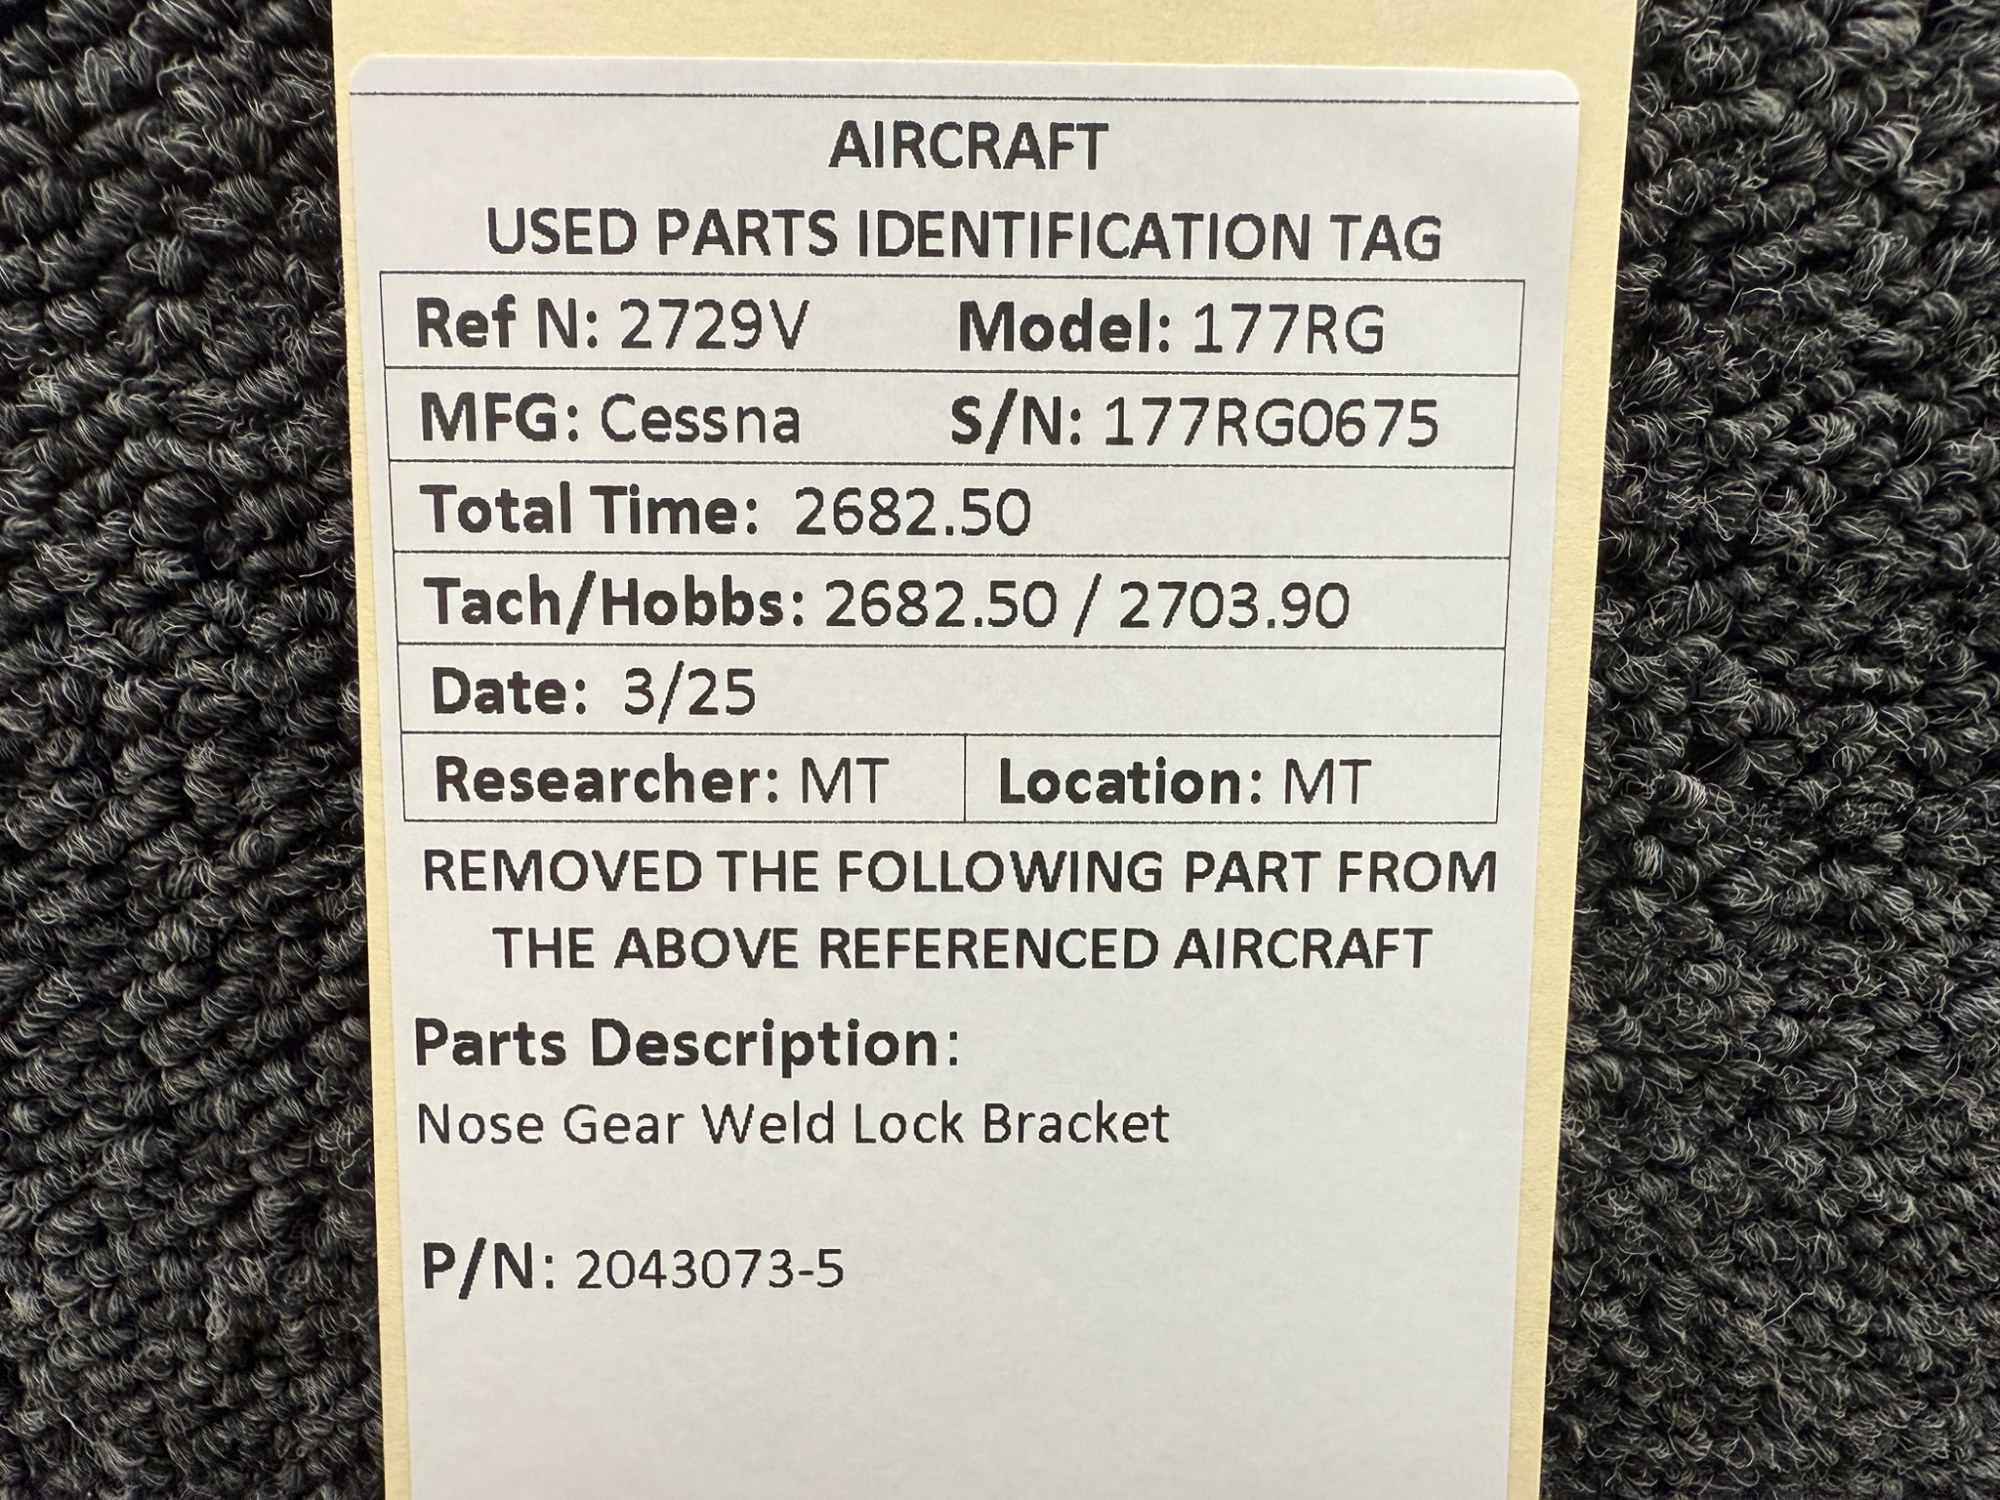 AIRCRAFT
USED PARTS IDENTIFICATION TAG
Ref N: 2729V Model: 177RG
MFG: Cessna S/N: 177RG0675
Total Time: 2682.50
Tach/Hobbs: 2682.50 / 2703.90
Date: 3/25
Researcher: MT Location: MT
REMOVED THE FOLLOWING PART FROM
THE ABOVE REFERENCED AIRCRAFT
Parts Description:
Nose Gear Weld Lock Bracket
P/N: 2043073-5